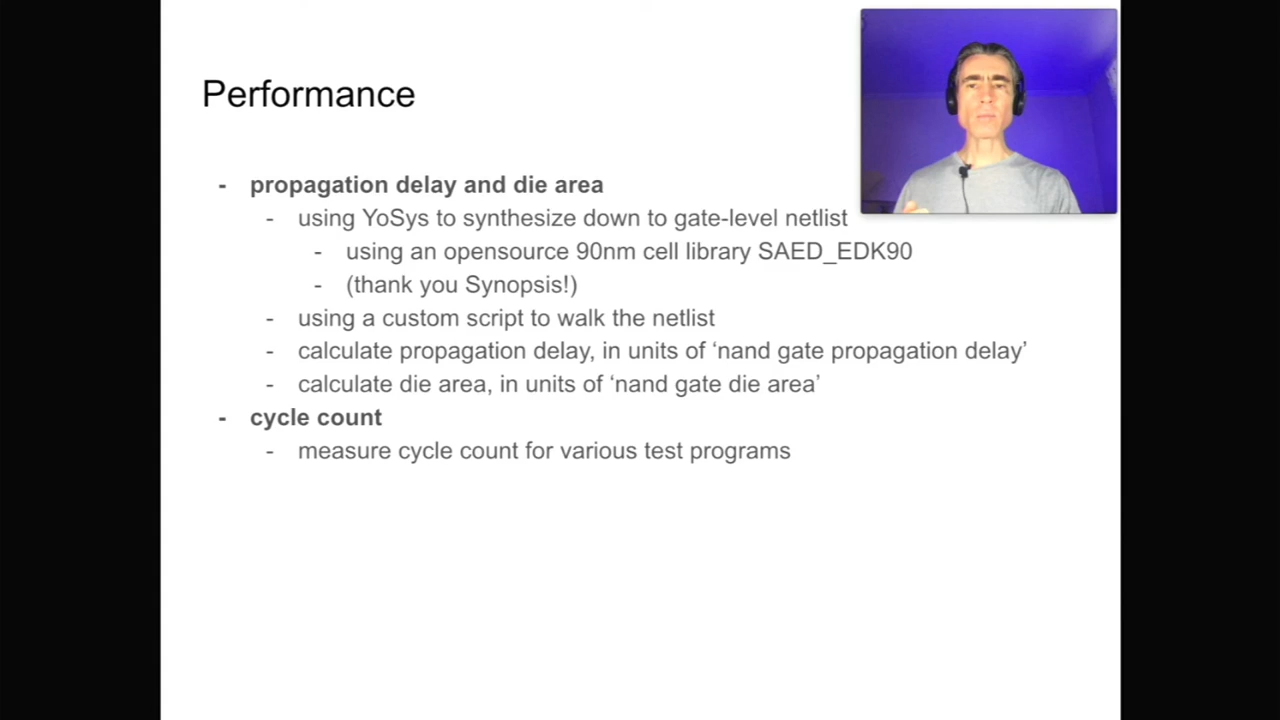 Performance
- propagation delay and die area
- using YoSys to synthesize down to gate-level netlist
- using an opensource 90nm cell library SAED_EDK90
- (thank you Synopsis!)
- using a custom script to walk the netlist
- calculate propagation delay, in units of ‘nand gate propagation delay’
- calculate die area, in units of ‘nand gate die area’
- cycle count
- measure cycle count for various test programs